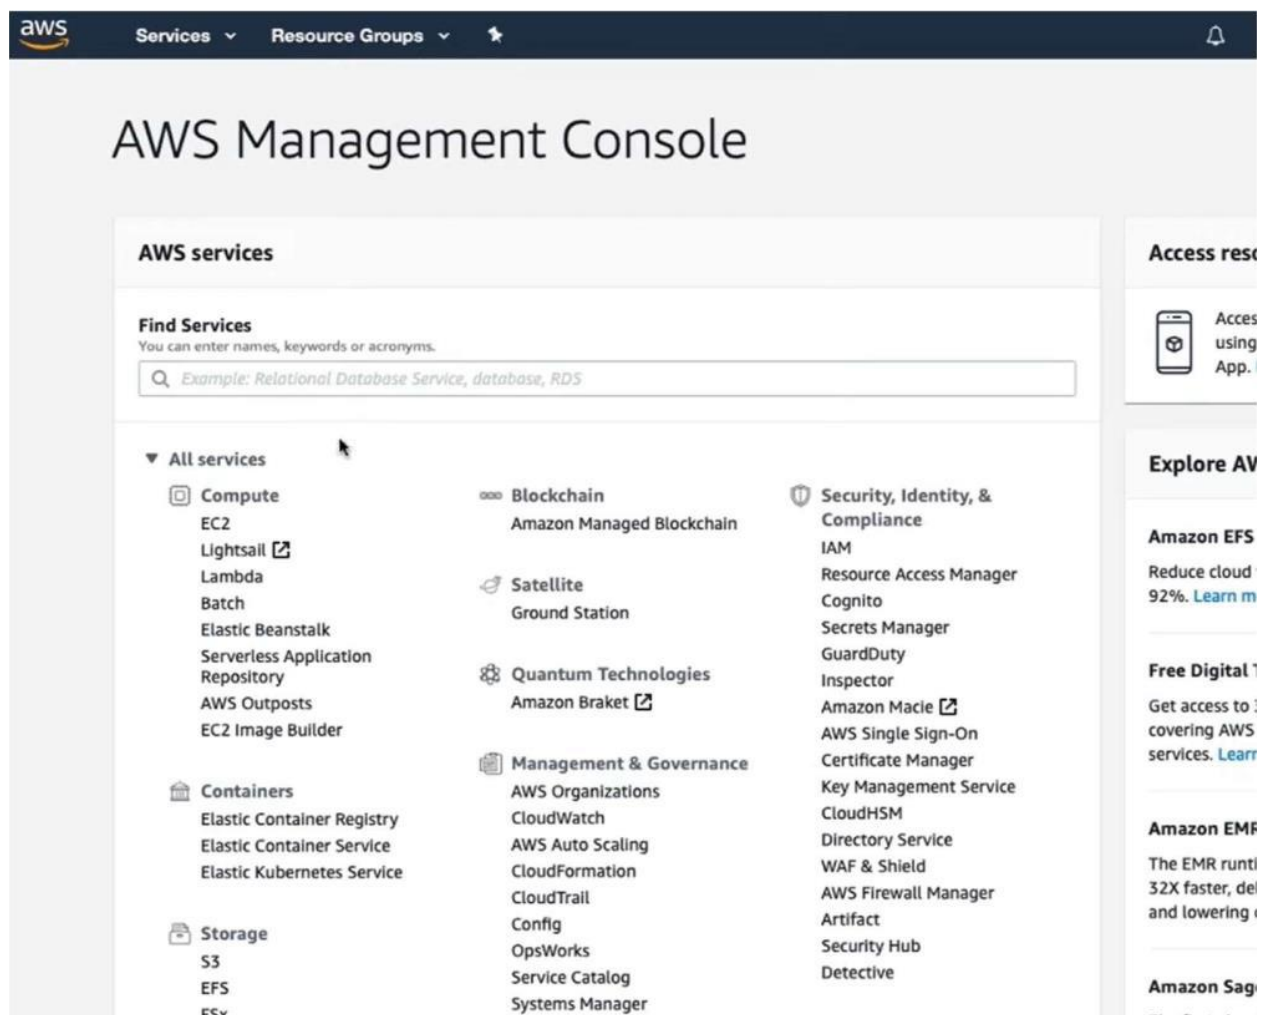 aws
Services
Resource Groups
AWS Management Console
AWS services
Find Services
You can enter names, keywords or acronyms.
Example: Relational Database Service, database, RDS
All services
Compute
EC2
Lightsail
Lambda
Batch
Elastic Beanstalk
Serverless Application
Repository
AWS Outposts
EC2 Image Builder
Containers
Elastic Container Registry
Elastic Container Service
Elastic Kubernetes Service
Storage
S3
EFS
FSx
Blockchain
Amazon Managed Blockchain
Satellite
Ground Station
Quantum Technologies
Amazon Braket
Management & Governance
AWS Organizations
CloudWatch
AWS Auto Scaling
CloudFormation
CloudTrail
Config
OpsWorks
Service Catalog
Systems Manager
Security, Identity, &
Compliance
IAM
Resource Access Manager
Cognito
Secrets Manager
GuardDuty
Inspector
Amazon Macie
AWS Single Sign-On
Certificate Manager
Key Management Service
CloudHSM
Directory Service
WAF & Shield
AWS Firewall Manager
Artifact
Security Hub
Detective
Access
using
App.
Explore
Amazon EFS
Reduce cloud
92%. Learn
Free Digital
Get access to
covering AWS
services. Learn
Amazon EMR
The EMR
32X faster,
and lowering
Amazon